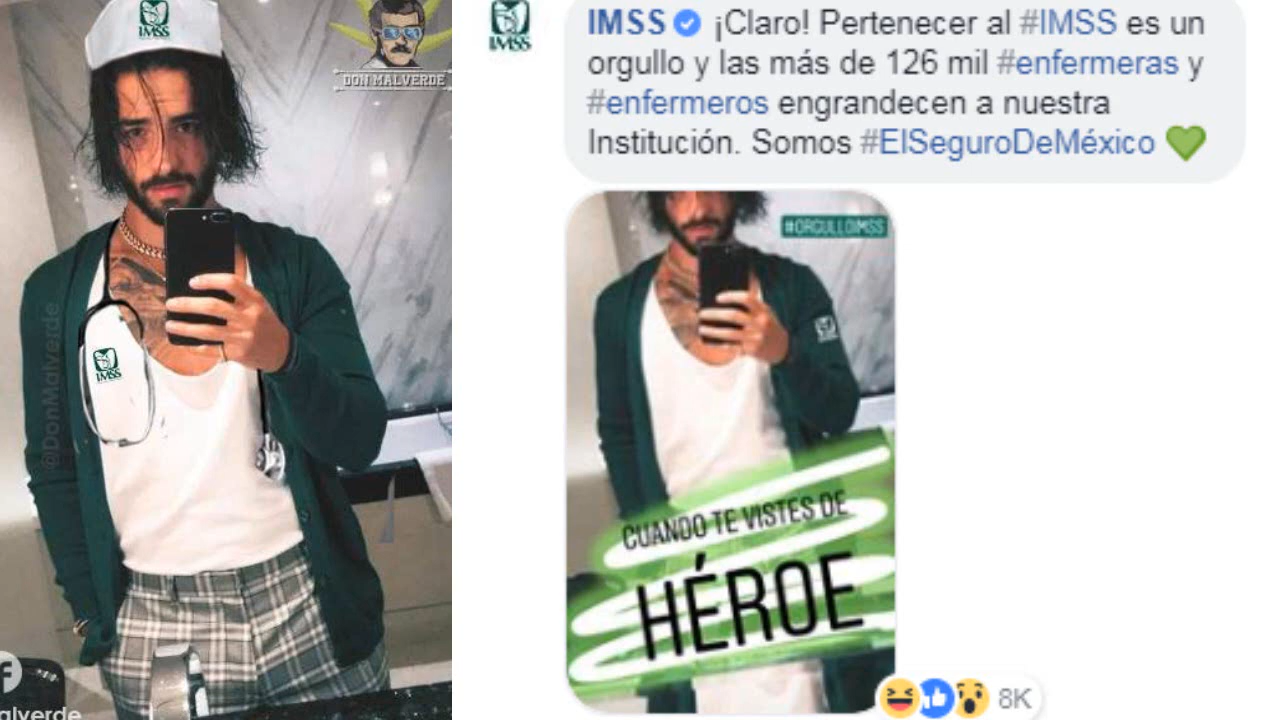 IMSS
DON MALVERDE
@DonMalverde
IMSS
alverde
IMSS
IMSS ¡Claro! Pertenecer al #IMSS es un
orgullo y las más de 126 mil #enfermeras y
#enfermeros engrandecen a nuestra
Institución. Somos #ElSeguroDeMéxico
#ORGULLOIMSS
CUANDO TE VISTES DE
HÉROE
8K